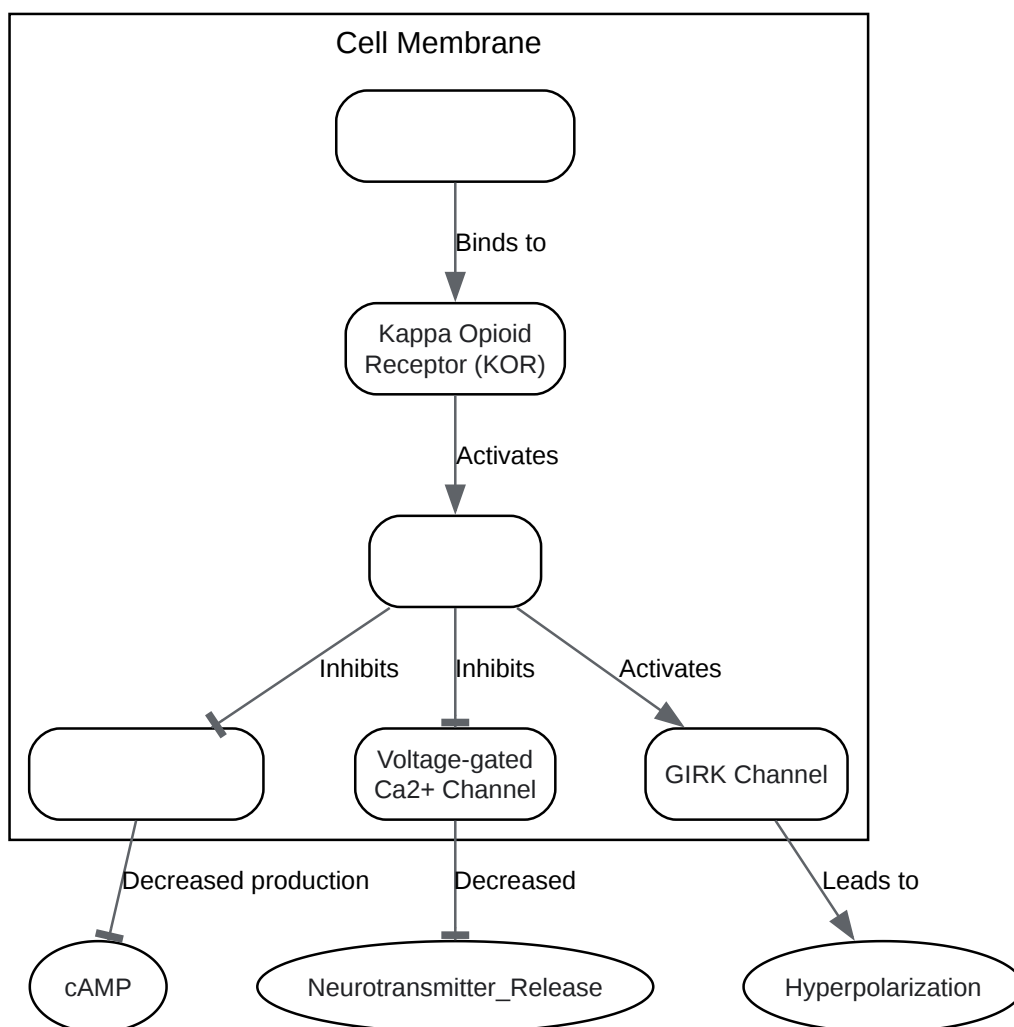 Cell Membrane
Binds to
Kappa Opioid
Receptor (KOR)
Activates
Inhibits
Inhibits
Activates
Voltage-gated
Ca2+ Channel
GIRK Channel
Decreased production
Decreased
Leads to
cAMP
Neurotransmitter_Release
Hyperpolarization